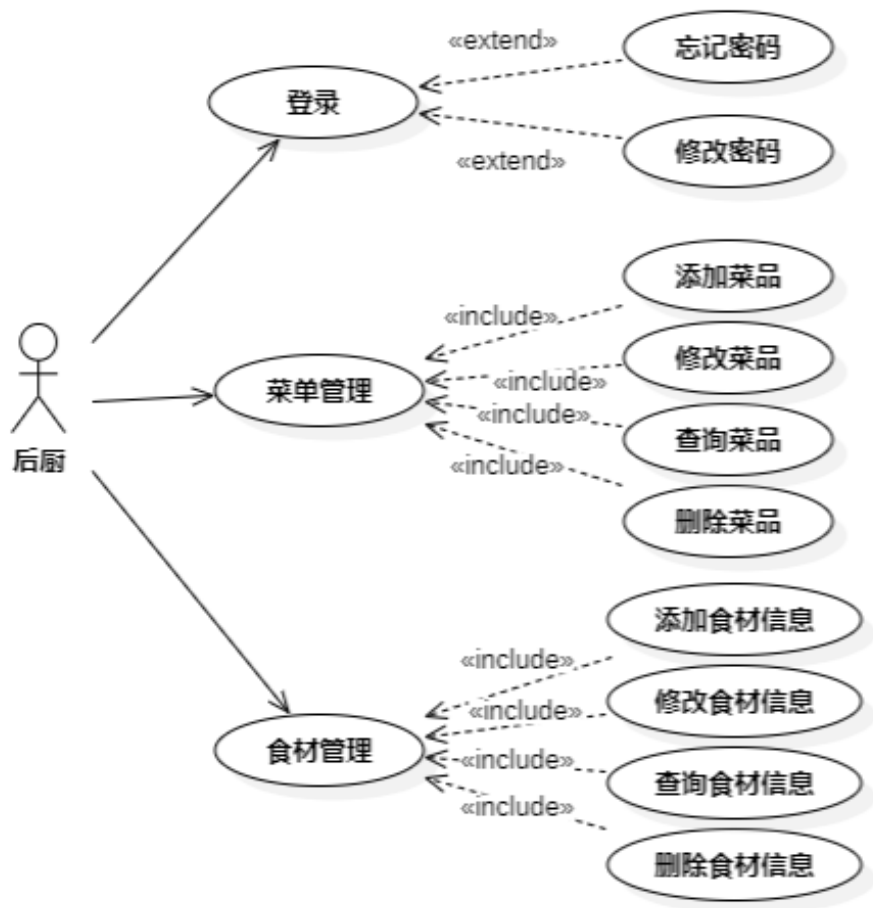 «extend»
忘记密码
登录
修改密码
«extend»
添加菜品
«include»
修改菜品
菜单管理
«include»
«include»
查询菜品
后厨
«include»
删除菜品
添加食材信息
«include»
修改食材信息
«include»
食材管理
«include»
查询食材信息
«include»
删除食材信息